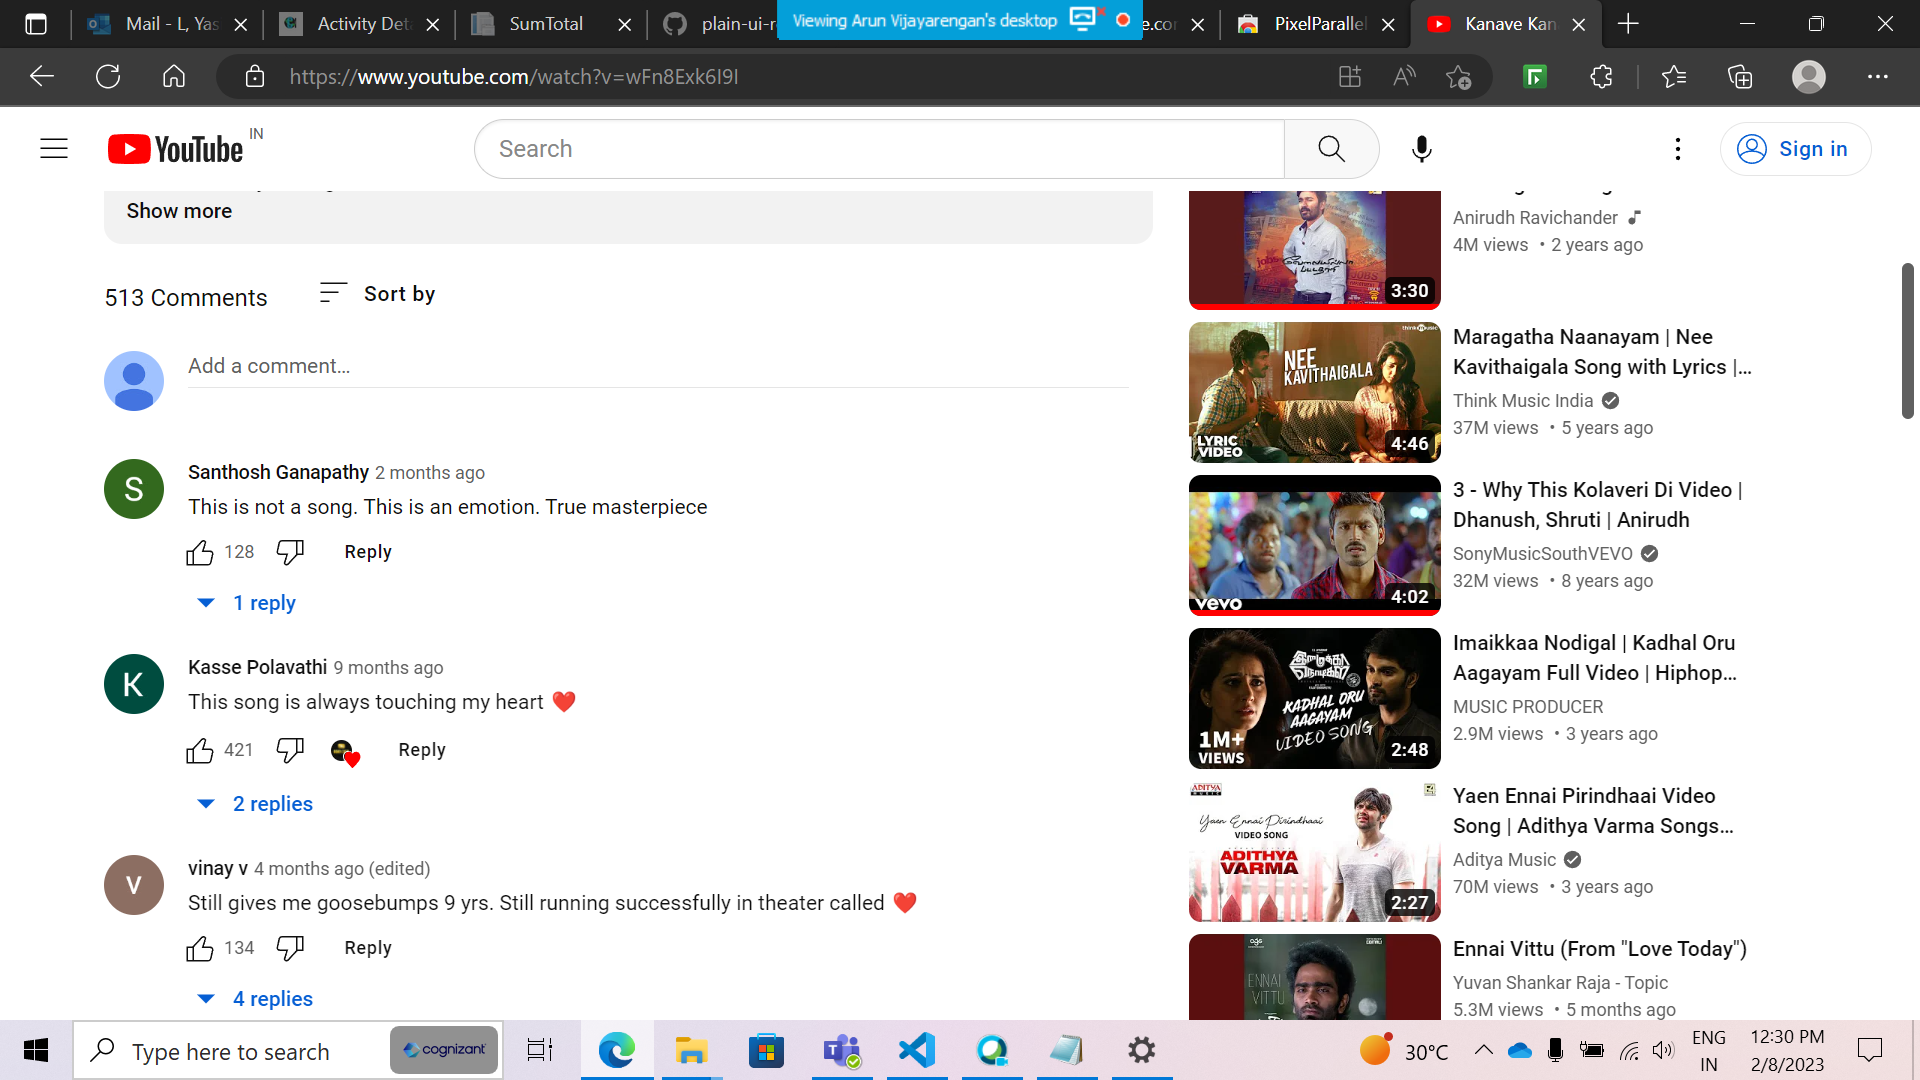 Mail - L, Yas
Activity Deta
SumTotal
plain-ui-r
Viewing Arun Vijayarengan's desktop
e.cor
PixelParallel
Kanave Kan
https://www.youtube.com/watch?v=wFn8Exk6I9I
YouTube IN
Search
Sign in
Show more
513 Comments
Sort by
Add a comment...
Santhosh Ganapathy 2 months ago
This is not a song. This is an emotion. True masterpiece
128 Reply
1 reply
Kasse Polavathi 9 months ago
This song is always touching my heart ❤️
421 Reply
2 replies
vinay v 4 months ago (edited)
Still gives me goosebumps 9 yrs. Still running successfully in theater called ❤️
134 Reply
4 replies
S
K
V
Anirudh Ravichander
4M views • 2 years ago
jobs
JOBS
3:30
think music
NEE
KAVITHAIGALA
LYRIC
VIDEO
4:46
Maragatha Naanayam | Nee
Kavithaigala Song with Lyrics |...
Think Music India
37M views • 5 years ago
vevo
4:02
3 - Why This Kolaveri Di Video |
Dhanush, Shruti | Anirudh
SonyMusicSouthVEVO
32M views • 8 years ago
இமைக்கா
நொடிகள்
KADHAL ORU
AAGAYAM
VIDEO SONG
1M+
VIEWS
2:48
Imaikkaa Nodigal | Kadhal Oru
Aagayam Full Video | Hiphop...
MUSIC PRODUCER
2.9M views • 3 years ago
ADITYA
MUSIC
Yaen Ennai Pirindhaai
VIDEO SONG
ADITHYA
VARMA
2:27
Yaen Ennai Pirindhaai Video
Song | Adithya Varma Songs...
Aditya Music
70M views • 3 years ago
ags
ENNAI
VITTU
Ennai Vittu (From "Love Today")
Yuvan Shankar Raja - Topic
5.3M views • 5 months ago
Type here to search
cognizant
30°C
ENG
IN
12:30 PM
2/8/2023